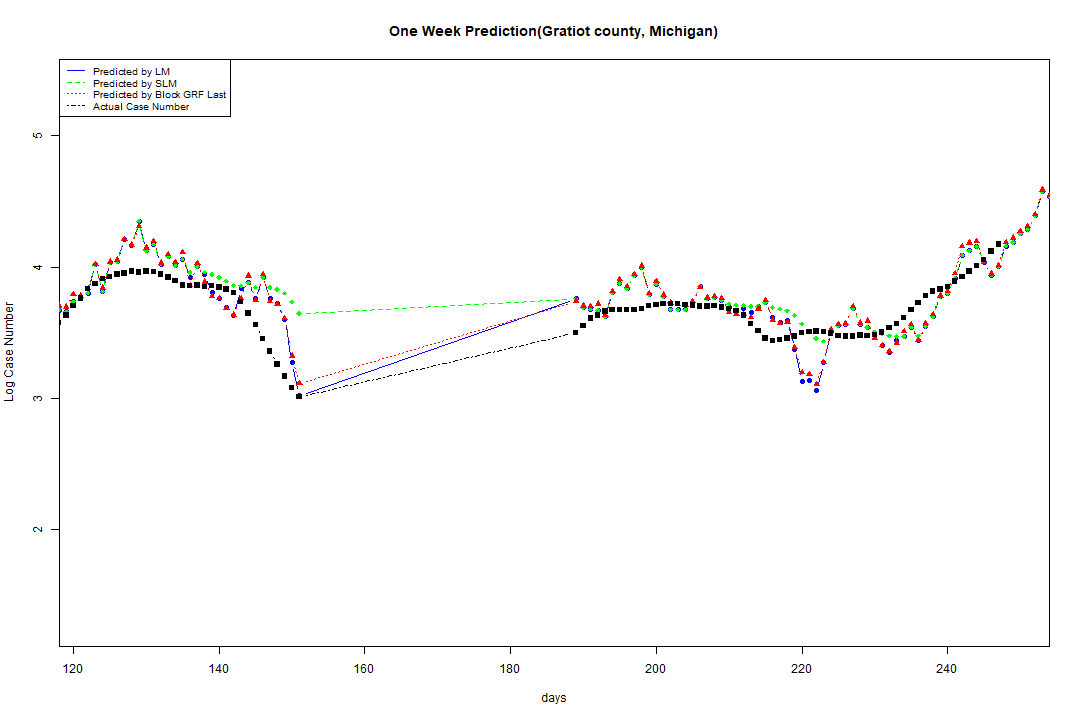 One Week Prediction(Gratiot county, Michigan)
Predicted by LM
Predicted by SLM
Predicted by Block GRF Last
Actual Case Number
5
4
3
2
Log Case Number
120 140 160 180 200 220 240
days